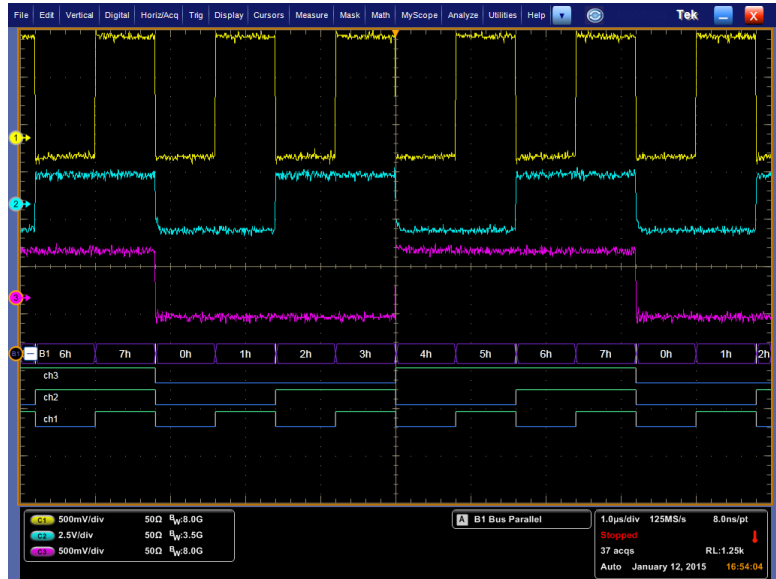 File Edit Vertical Digital Horiz/Acq Trig Display Cursors Measure Mask Math MyScope Analyze Utilities Help Tek X
1
2
3
B1 B1 6h 7h 0h 1h 2h 3h 4h 5h 6h 7h 0h 1h 2h
ch3
ch2
ch1
C1 500mV/div 50Ω BW:8.0G
C2 2.5V/div 50Ω BW:3.5G
C3 500mV/div 50Ω BW:8.0G
A B1 Bus Parallel
1.0µs/div 125MS/s 8.0ns/pt
Stopped
37 acqs RL:1.25k
Auto January 12, 2015 16:54:04